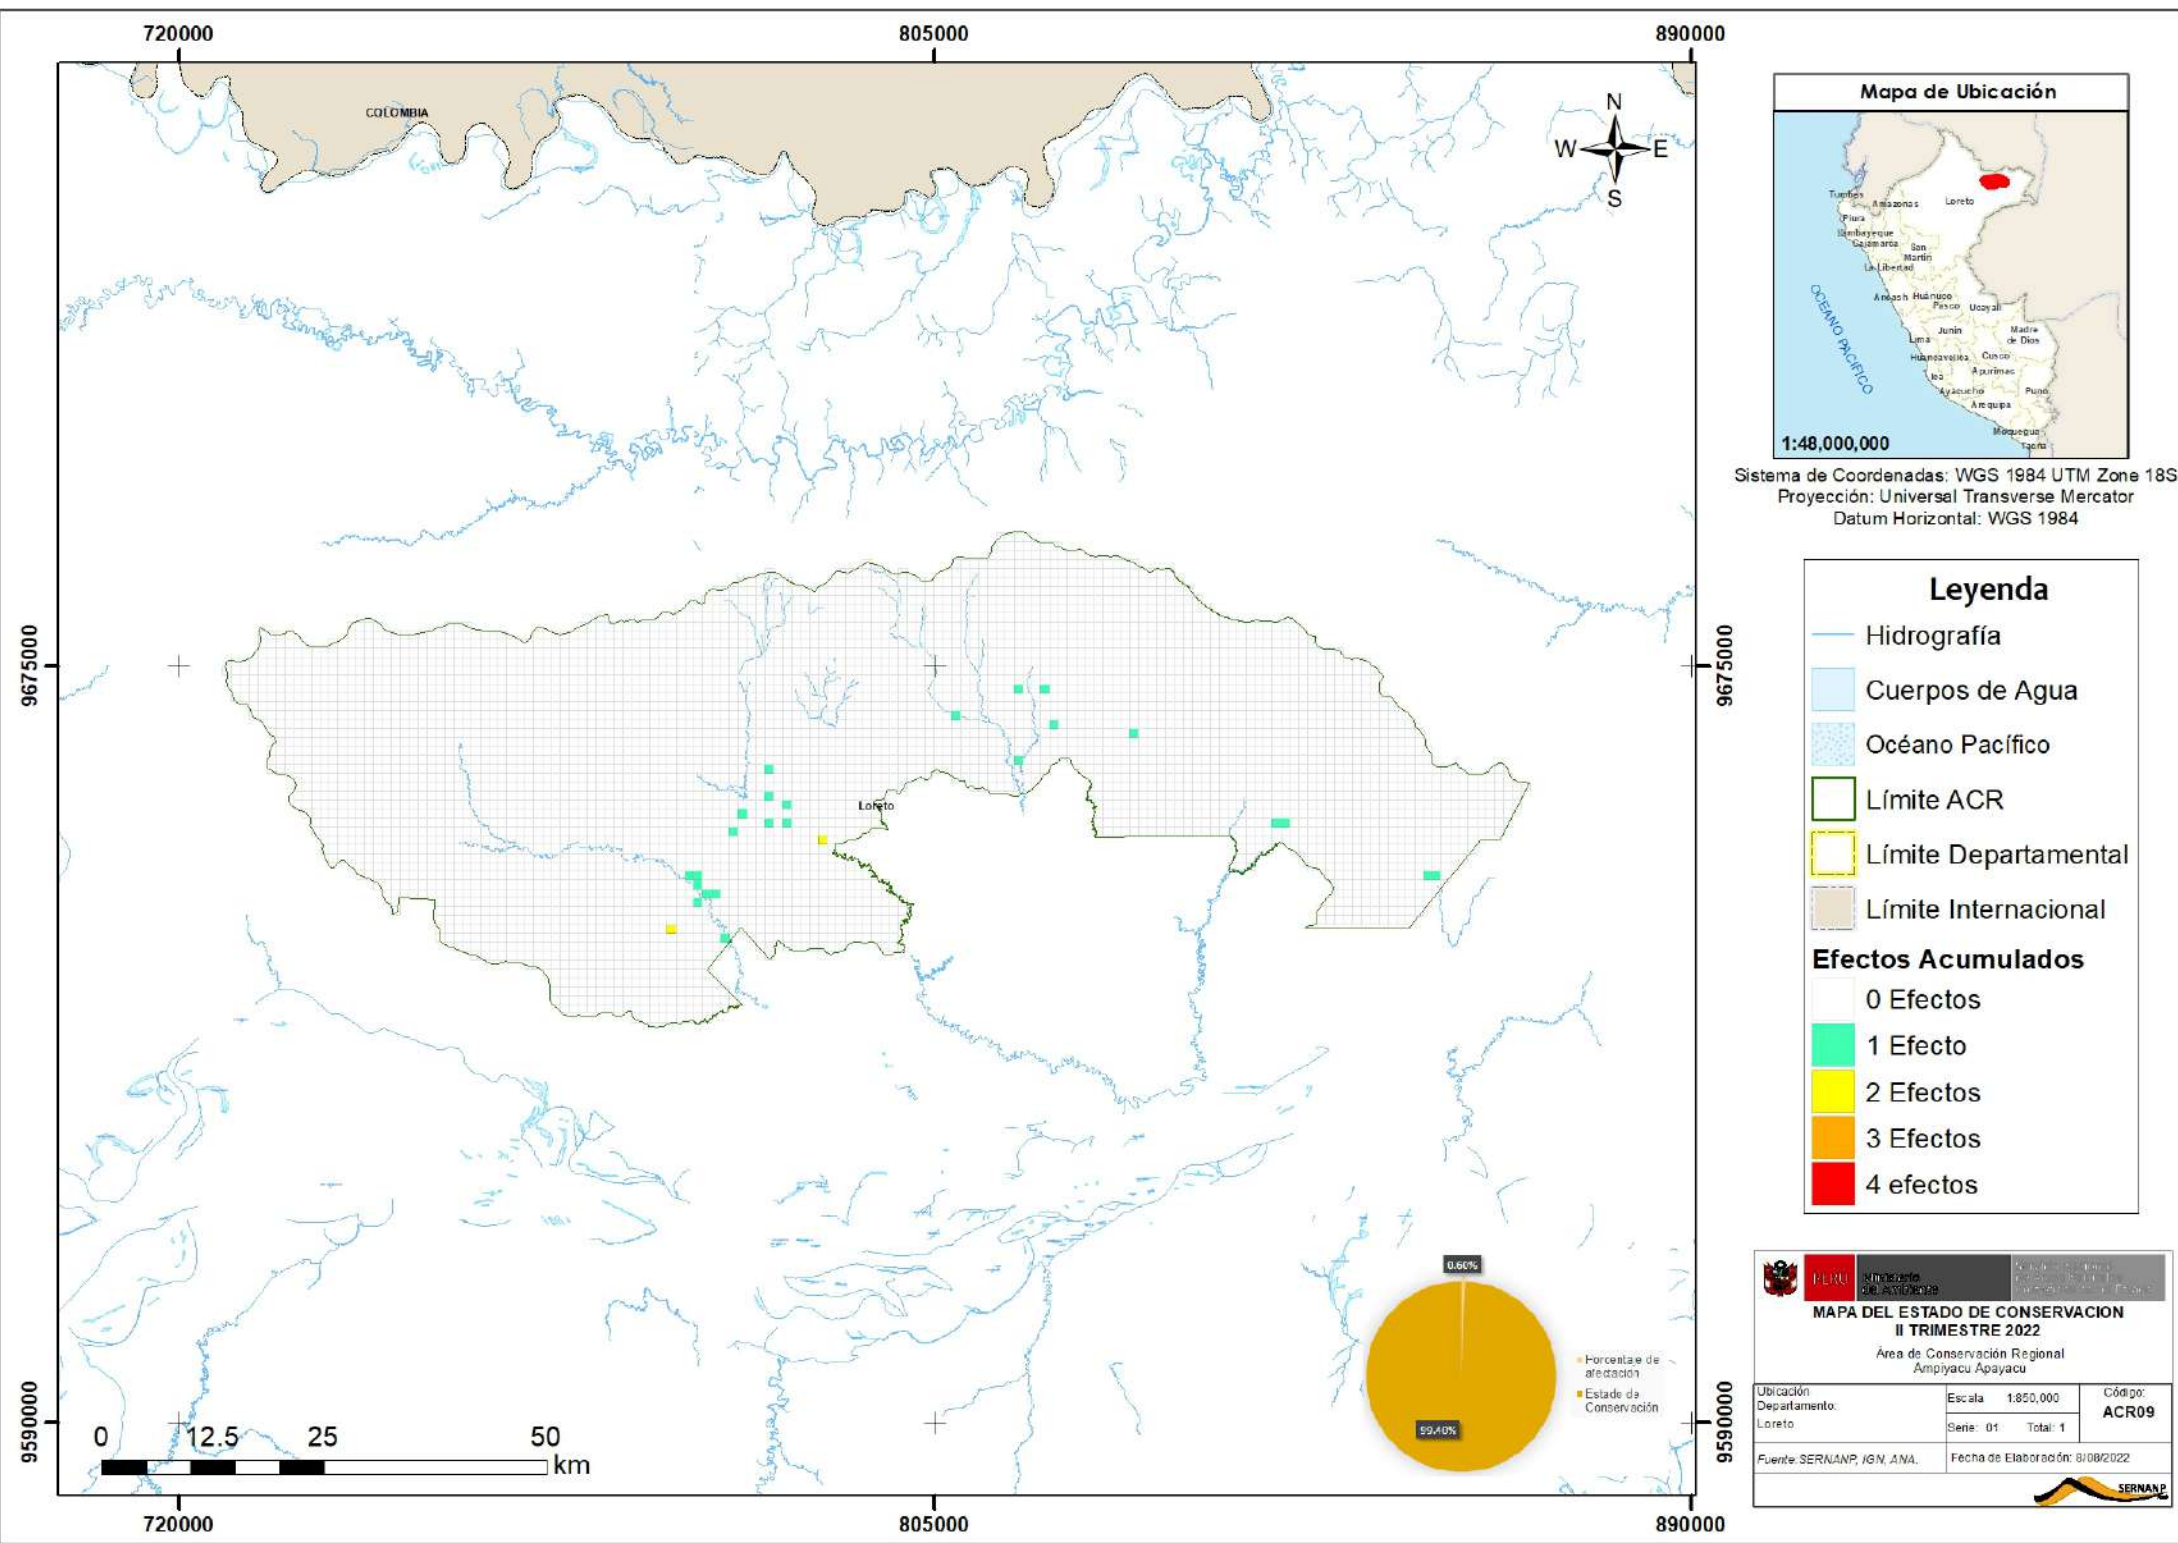 720000
805000
890000
COLOMBIA
N
W
E
S
9675000
9675000
Loreto
9590000
9590000
0
12.5
25
50
km
720000
805000
890000
0.60%
99.40%
Porcentaje de
afectación
Estado de
Conservación
Mapa de Ubicación
Tumbes
Amazonas
Loreto
Piura
Lambayeque
Cajamarca
San
Martin
La Libertad
Ancash
Huánuco
Pasco
Ucayali
Junin
Madre
de Dios
Lima
Huancavelica
Cusco
Ica
Apurimac
Ayacucho
Puno
Arequipa
Moquegua
Tacna
OCEANO PACIFICO
1:48,000,000
Sistema de Coordenadas: WGS 1984 UTM Zone 18S
Proyección: Universal Transverse Mercator
Datum Horizontal: WGS 1984
Leyenda
Hidrografía
Cuerpos de Agua
Océano Pacífico
Límite ACR
Límite Departamental
Límite Internacional
Efectos Acumulados
0 Efectos
1 Efecto
2 Efectos
3 Efectos
4 efectos
PERÚ
Ministerio
del Ambiente
MAPA DEL ESTADO DE CONSERVACION
II TRIMESTRE 2022
Área de Conservación Regional
Ampiyacu Apayacu
Ubicación
Departamento:
Loreto
Escala 1:850,000
Serie: 01 Total: 1
Código:
ACR09
Fuente: SERNANP, IGN, ANA.
Fecha de Elaboración: 8/08/2022
SERNANP